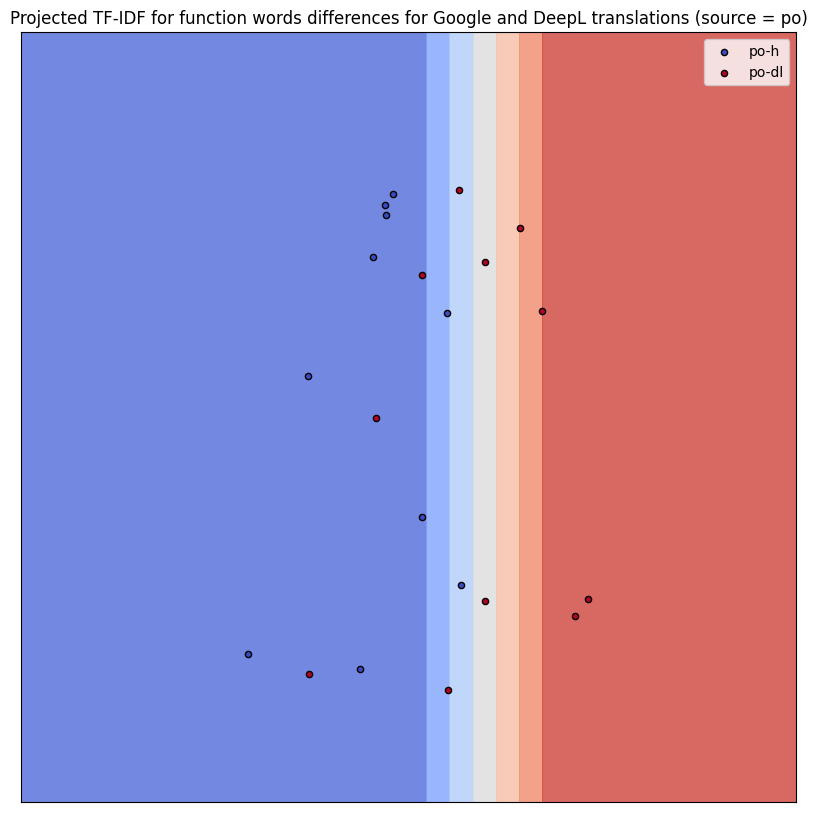 Projected TF-IDF for function words differences for Google and DeepL translations (source = po)
po-h
po-dl